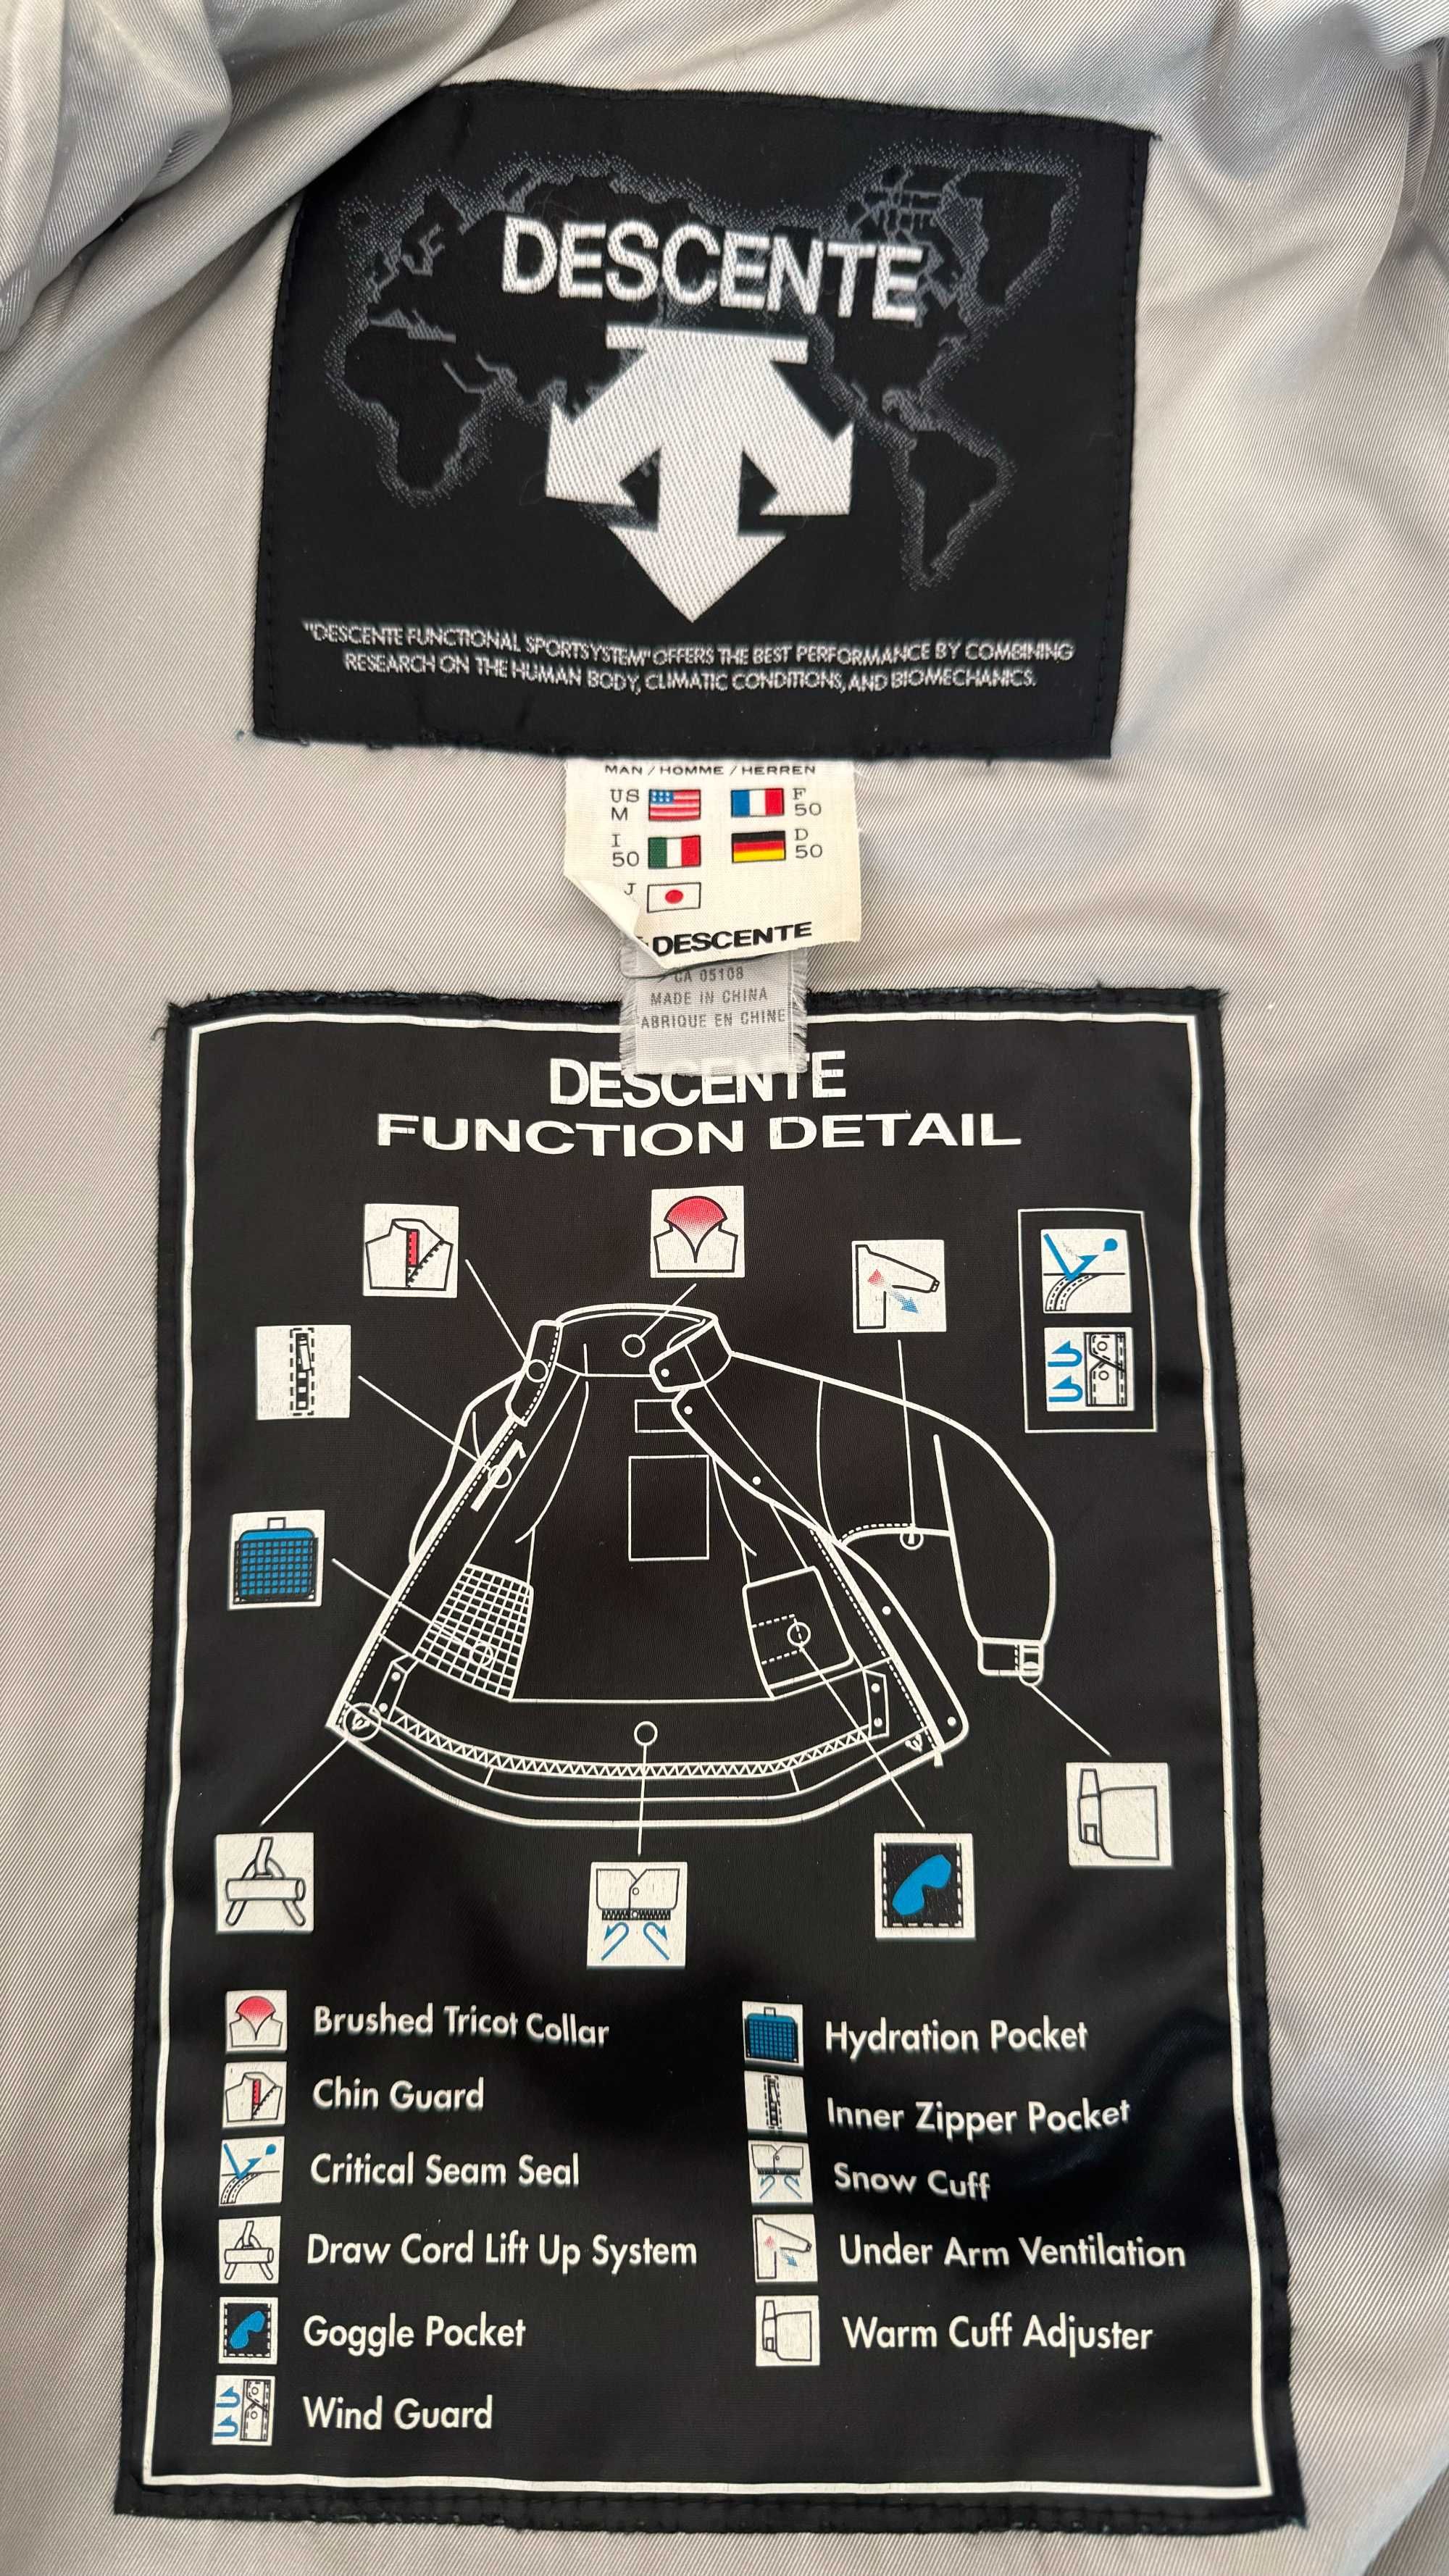 DESCENTE
"DESCENTE FUNCTIONAL SPORTSYSTEM" OFFERS THE BEST PERFORMANCE BY COMBINING
RESEARCH ON THE HUMAN BODY, CLIMATIC CONDITIONS, AND BIOMECHANICS.
MAN / HOMME / HERREN
US M F 50
I 50 D 50
J
DESCENTE
CA 05108
MADE IN CHINA
ABRIQUE EN CHINE
DESCENTE
FUNCTION DETAIL
Brushed Tricot Collar
Chin Guard
Critical Seam Seal
Draw Cord Lift Up System
Goggle Pocket
Wind Guard
Hydration Pocket
Inner Zipper Pocket
Snow Cuff
Under Arm Ventilation
Warm Cuff Adjuster